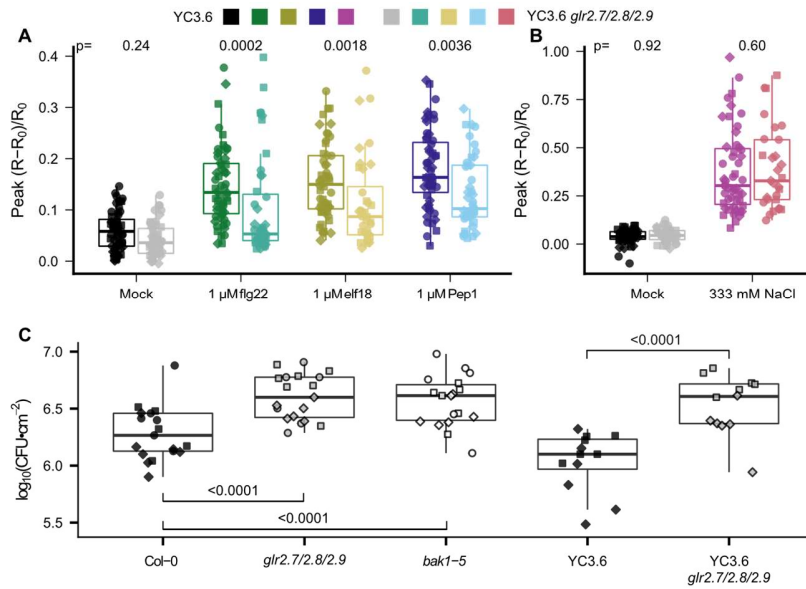 YC3.6 YC3.6 glr2.7/2.8/2.9
A
p= 0.24 0.0002 0.0018 0.0036
Peak (R−R0)/R0
0.4
0.3
0.2
0.1
0.0
Mock 1 µM flg22 1 µM elf18 1 µM Pep1
B
p= 0.92 0.60
Peak (R−R0)/R0
1.00
0.75
0.50
0.25
0.00
Mock 333 mM NaCl
C
log10(CFU•cm−2)
7.0
6.5
6.0
5.5
<0.0001
<0.0001
<0.0001
Col−0 glr2.7/2.8/2.9 bak1−5 YC3.6 YC3.6
glr2.7/2.8/2.9